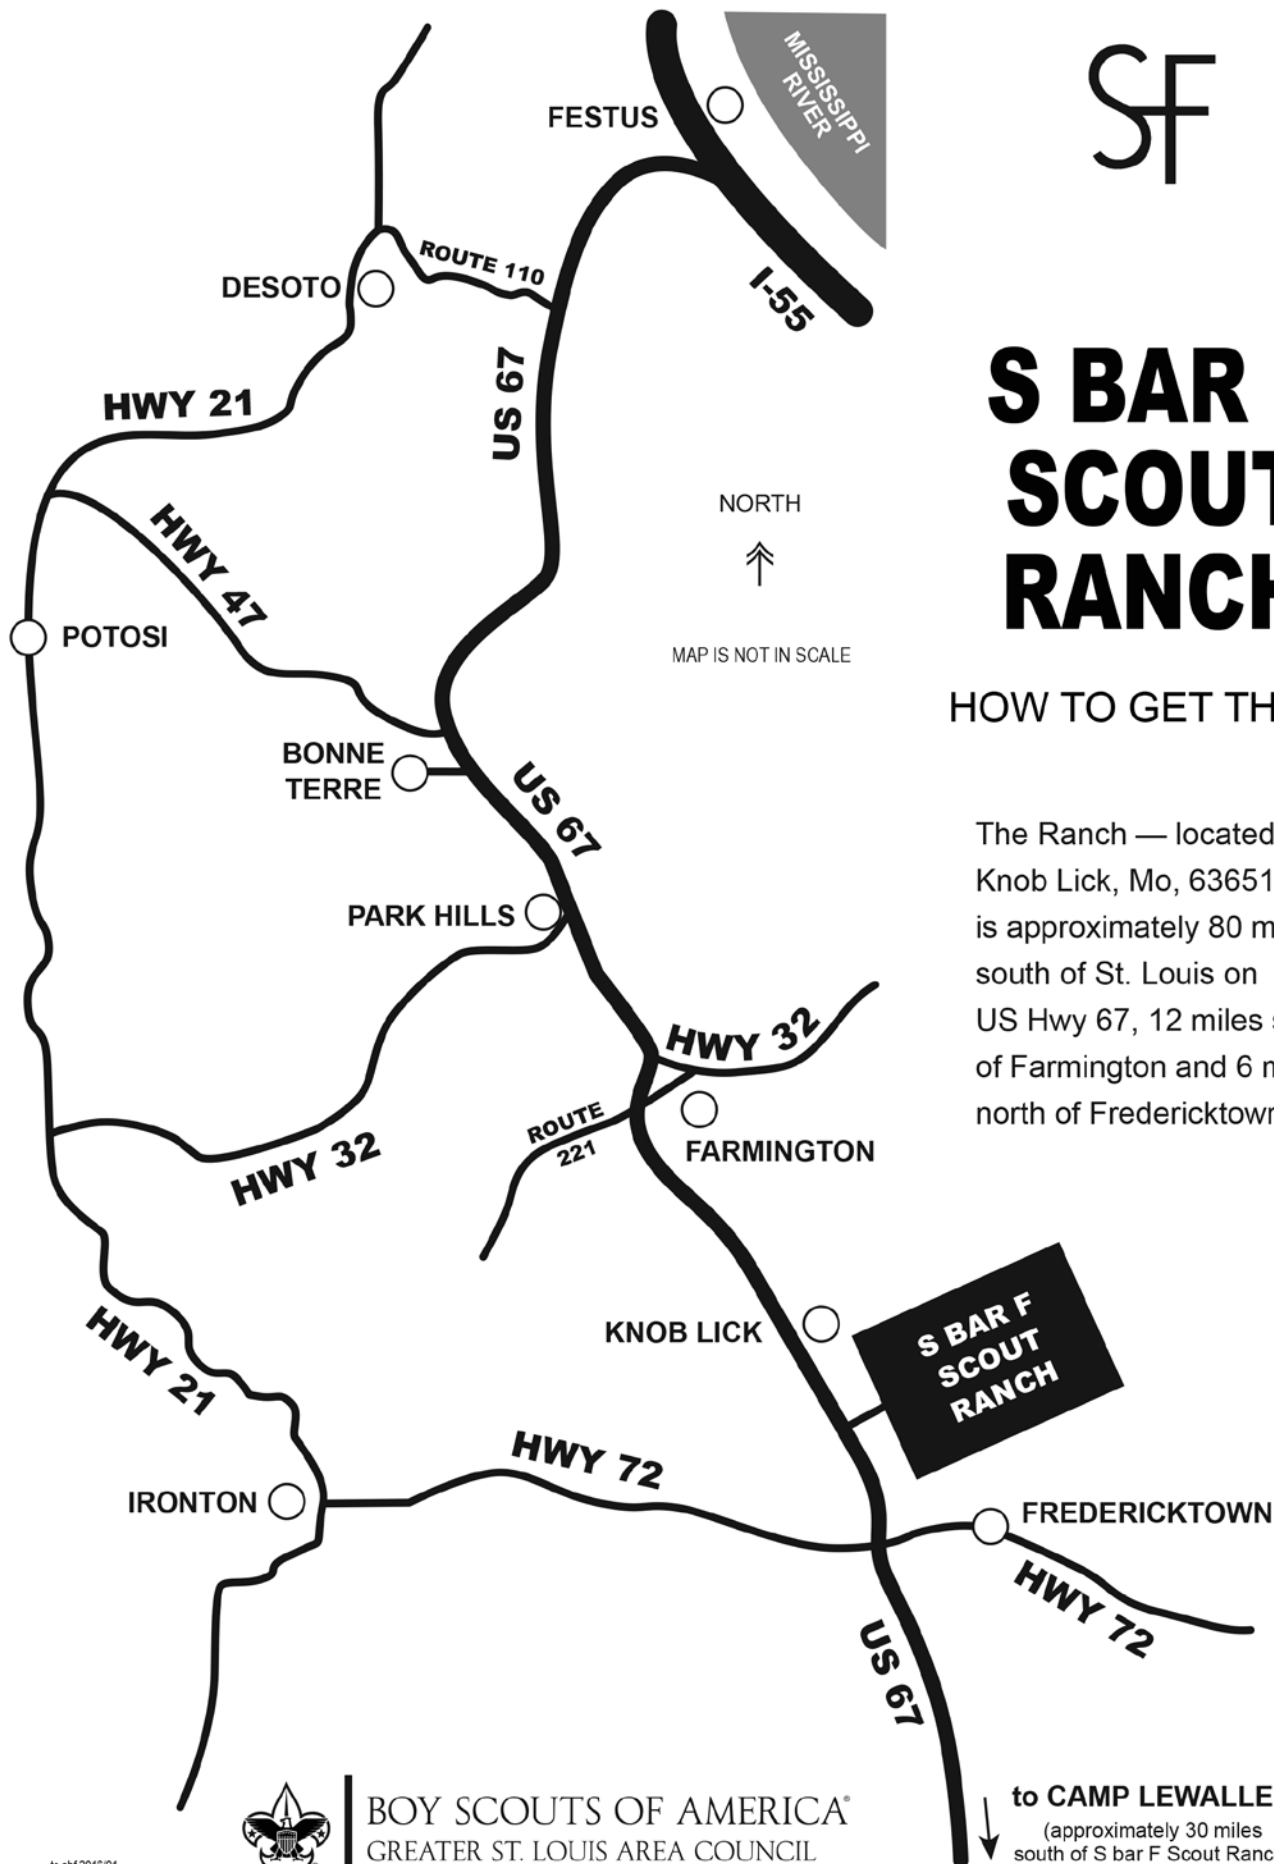 MISSISSIPPI
RIVER
FESTUS
SF
ROUTE 110
DESOTO
I-55
US 67
HWY 21
S BAR
SCOUT
RANCH
NORTH
HWY 47
POTOSI
MAP IS NOT IN SCALE
HOW TO GET TH
BONNE
TERRE
US 67
The Ranch — located
Knob Lick, Mo, 63651
is approximately 80 m
south of St. Louis on
US Hwy 67, 12 miles s
of Farmington and 6 m
north of Fredericktown
PARK HILLS
HWY 32
ROUTE
221
FARMINGTON
HWY 32
KNOB LICK
S BAR F
SCOUT
RANCH
HWY 21
HWY 72
IRONTON
FREDERICKTOWN
HWY 72
US 67
to CAMP LEWALLE
(approximately 30 miles
south of S bar F Scout Ranc
BOY SCOUTS OF AMERICA®
GREATER ST. LOUIS AREA COUNCIL